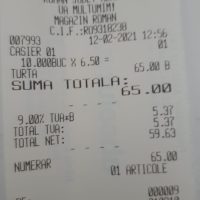 VA MULTUMIM!
MAGAZIN ROMAN
C.I.F.:RO9318230
007993 12-02-2021 12:56
CASIER 01 01
10.000BUC X 6.50 = 65.00 B
TURTA
SUMA TOTALA:
65.00
9.00% TVA*B 5.37
TOTAL TVA: 5.37
TOTAL NET: 59.63
NUMERAR 65.00
01 ARTICOLE
000009